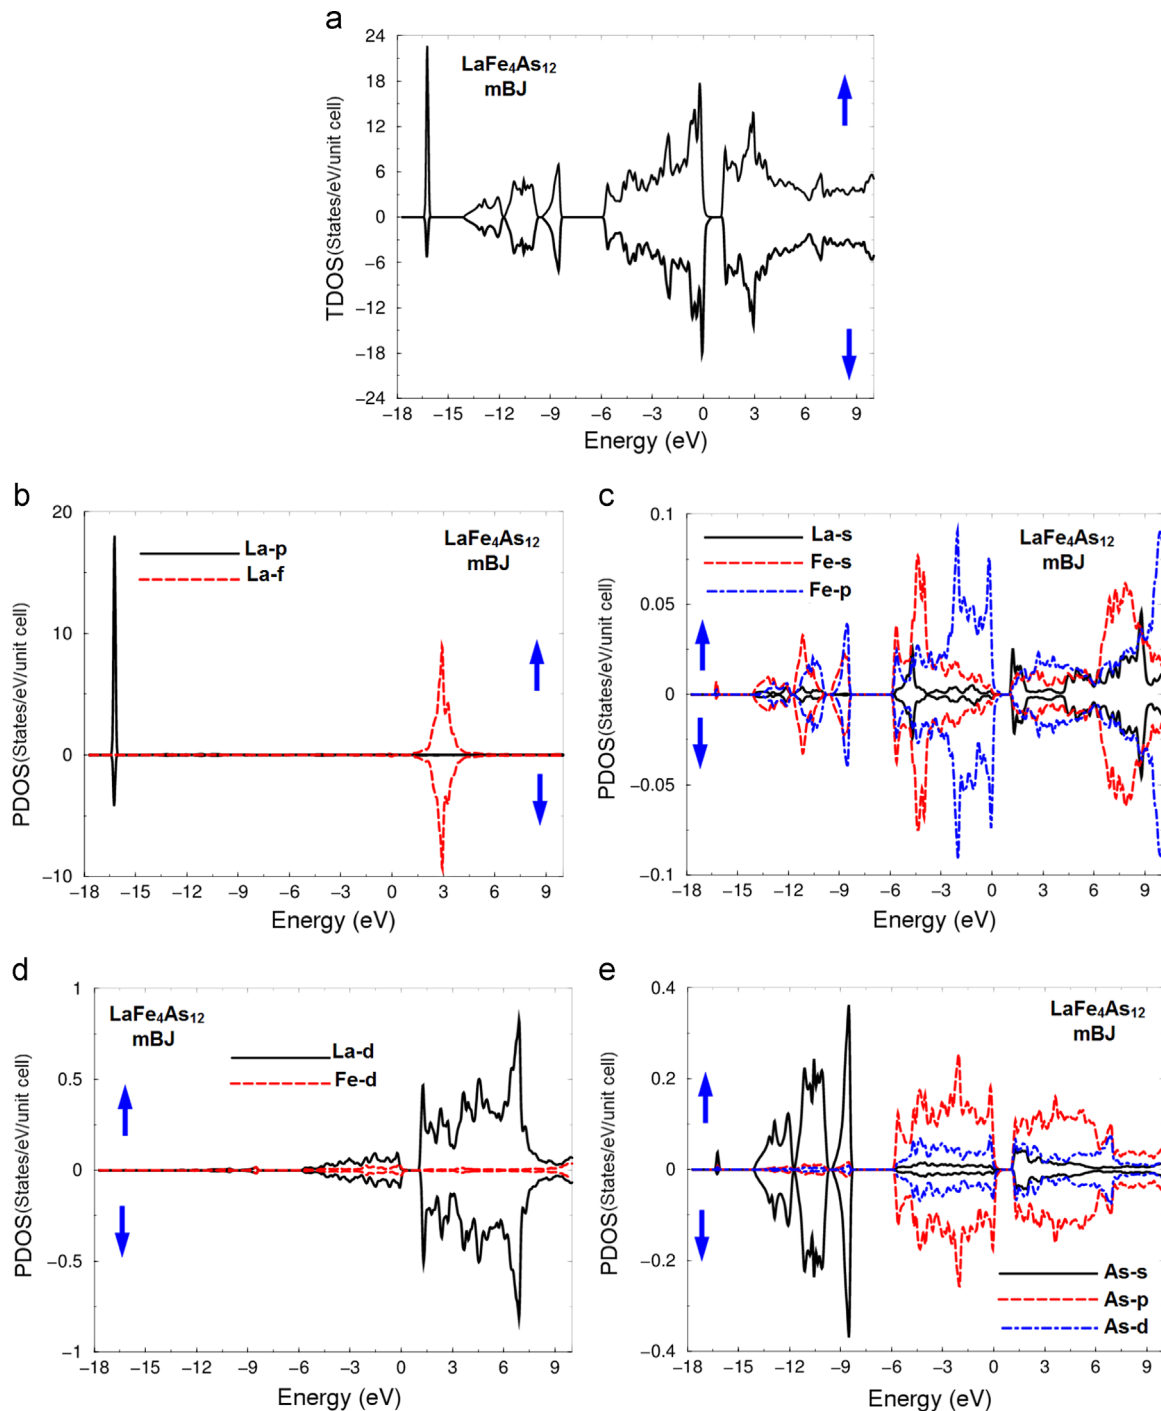 a
24
18
12
6
0
−6
−12
−18
−24
TDOS(States/eV/unit cell)
LaFe₄As₁₂
mBJ
−18 −15 −12 −9 −6 −3 0 3 6 9
Energy (eV)
b
20
10
0
−10
PDOS(States/eV/unit cell)
La-p
La-f
LaFe₄As₁₂
mBJ
−18 −15 −12 −9 −6 −3 0 3 6 9
Energy (eV)
c
0.1
0.05
0
−0.05
−0.1
PDOS(States/eV/unit cell)
La-s
Fe-s
Fe-p
LaFe₄As₁₂
mBJ
−18 −15 −12 −9 −6 −3 0 3 6 9
Energy (eV)
d
1
0.5
0
−0.5
−1
PDOS(States/eV/unit cell)
LaFe₄As₁₂
mBJ
La-d
Fe-d
−18 −15 −12 −9 −6 −3 0 3 6 9
Energy (eV)
e
0.4
0.2
0
−0.2
−0.4
PDOS(States/eV/unit cell)
LaFe₄As₁₂
mBJ
As-s
As-p
As-d
−18 −15 −12 −9 −6 −3 0 3 6 9
Energy (eV)